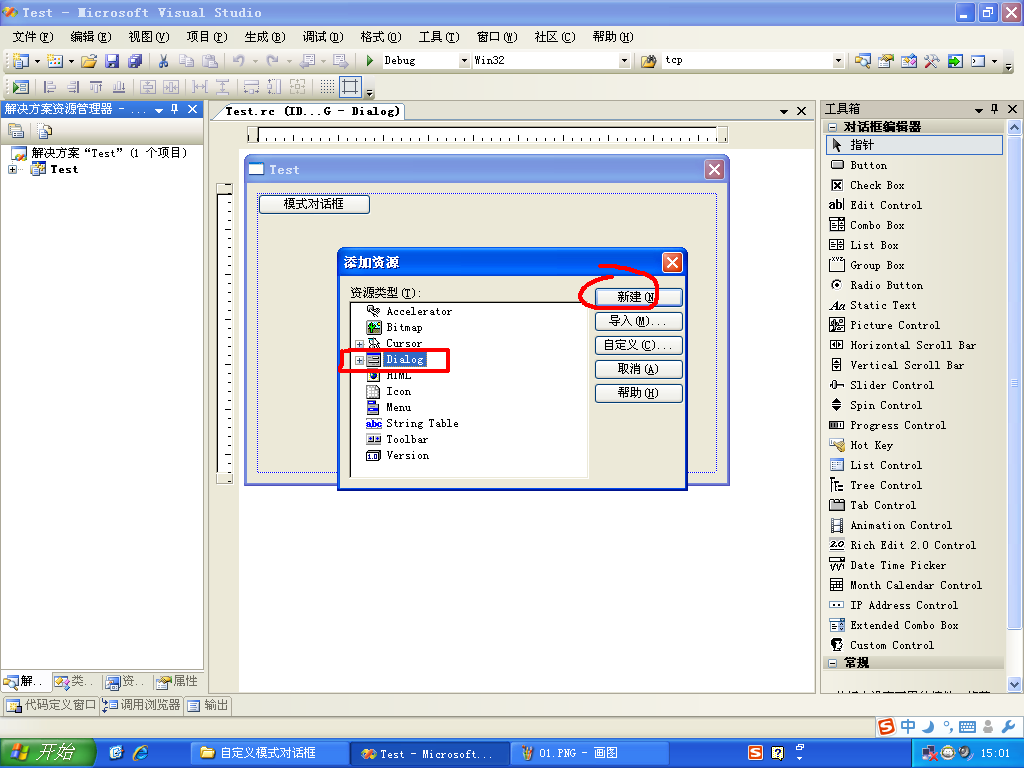 Test - Microsoft Visual Studio
文件(F) 编辑(E) 视图(V) 项目(P) 生成(B) 调试(D) 格式(O) 工具(T) 窗口(W) 社区(C) 帮助(H)
Debug Win32 tcp
解决方案资源管理器 - ...
解决方案“Test”(1 个项目)
Test
Test.rc (ID...G - Dialog)
Test
模式对话框
添加资源
资源类型(T):
Accelerator
Bitmap
Cursor
Dialog
HTML
Icon
Menu
String Table
Toolbar
Version
新建(N
导入(M)...
自定义(C)...
取消(A)
帮助(H)
工具箱
对话框编辑器
指针
Button
Check Box
Edit Control
Combo Box
List Box
Group Box
Radio Button
Static Text
Picture Control
Horizontal Scroll Bar
Vertical Scroll Bar
Slider Control
Spin Control
Progress Control
Hot Key
List Control
Tree Control
Tab Control
Animation Control
Rich Edit 2.0 Control
Date Time Picker
Month Calendar Control
IP Address Control
Extended Combo Box
Custom Control
常规
解... 类... 资... 属性
代码定义窗口 调用浏览器 输出
中
开始 自定义模式对话框 Test - Microsoft... 01.PNG - 画图 15:01